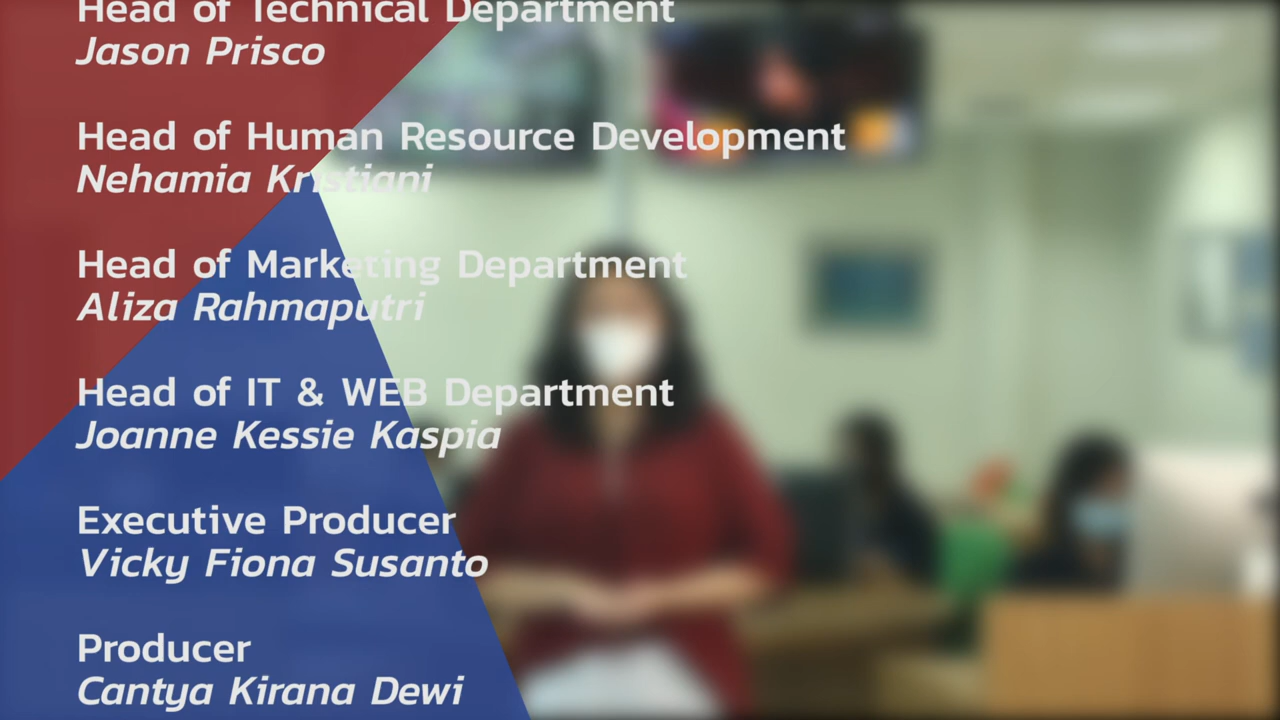 Head of Technical Department
Jason Prisco
Head of Human Resource Development
Nehamia Kristiani
Head of Marketing Department
Aliza Rahmaputri
Head of IT & WEB Department
Joanne Kessie Kaspia
Executive Producer
Vicky Fiona Susanto
Producer
Cantya Kirana Dewi